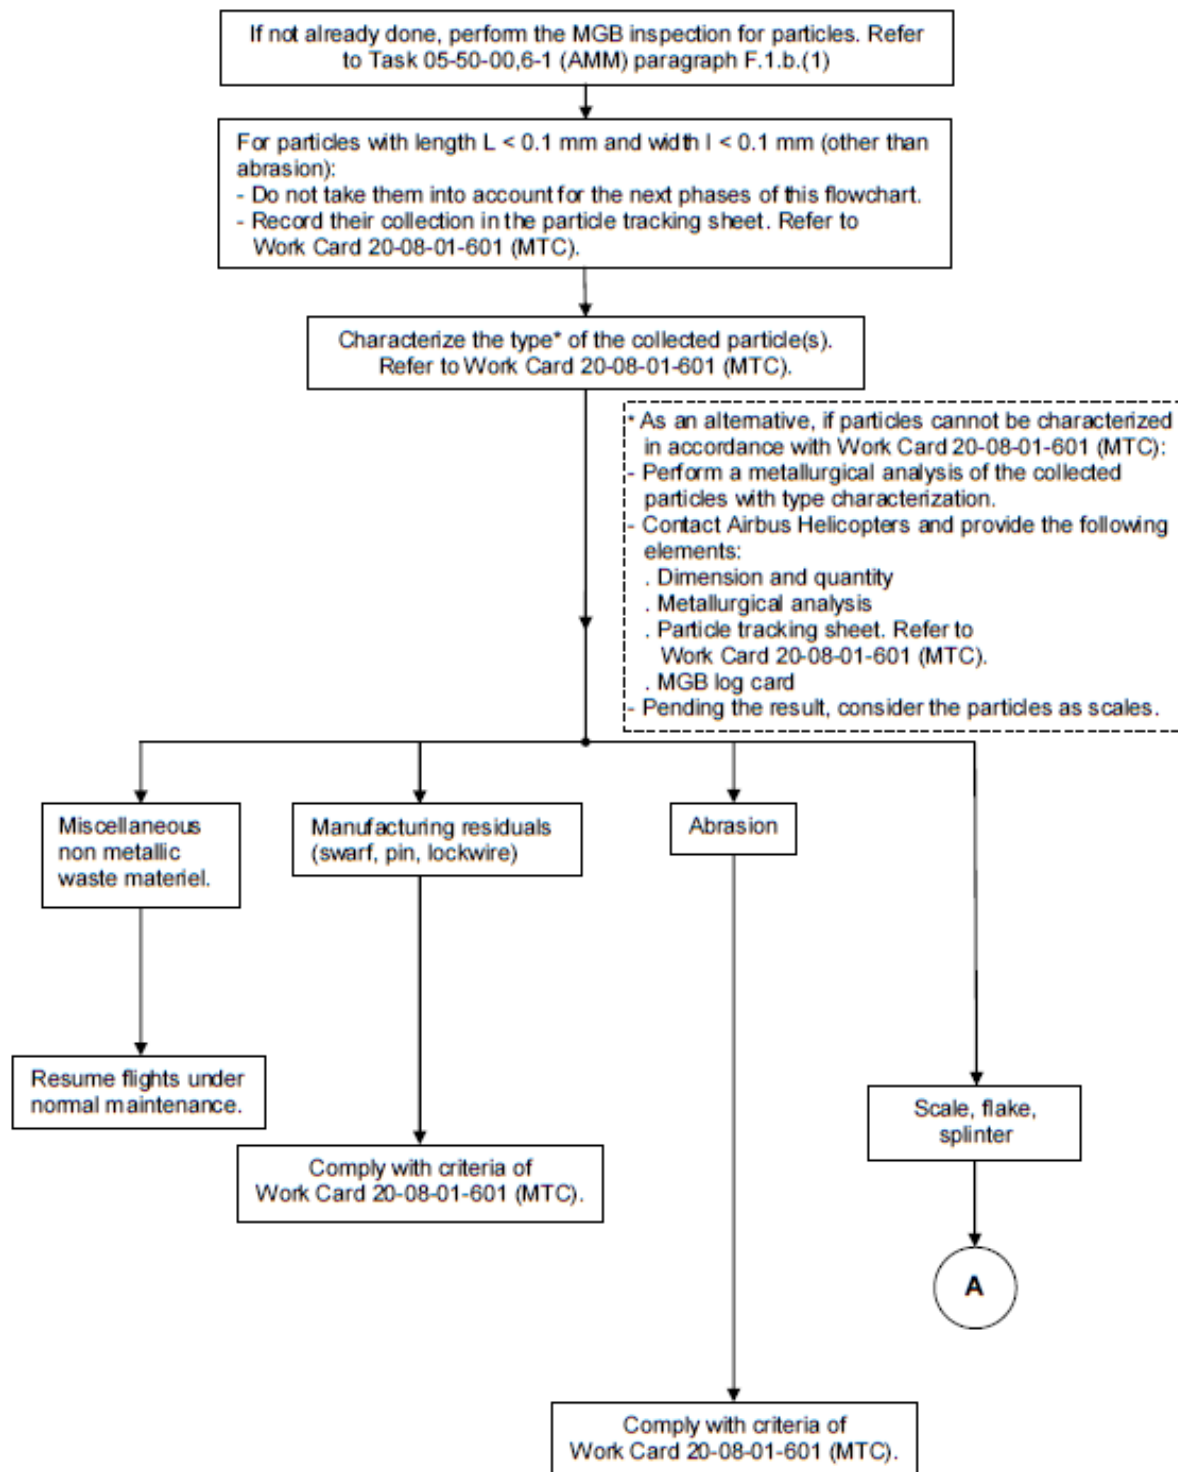 If not already done, perform the MGB inspection for particles. Refer
to Task 05-50-00,6-1 (AMM) paragraph F.1.b.(1)
For particles with length L < 0.1 mm and width l < 0.1 mm (other than
abrasion):
- Do not take them into account for the next phases of this flowchart.
- Record their collection in the particle tracking sheet. Refer to
Work Card 20-08-01-601 (MTC).
Characterize the type* of the collected particle(s).
Refer to Work Card 20-08-01-601 (MTC).
* As an alternative, if particles cannot be characterized
in accordance with Work Card 20-08-01-601 (MTC):
- Perform a metallurgical analysis of the collected
particles with type characterization.
- Contact Airbus Helicopters and provide the following
elements:
. Dimension and quantity
. Metallurgical analysis
. Particle tracking sheet. Refer to
Work Card 20-08-01-601 (MTC).
. MGB log card
- Pending the result, consider the particles as scales.
Miscellaneous
non metallic
waste materiel.
Manufacturing residuals
(swarf, pin, lockwire)
Abrasion
Resume flights under
normal maintenance.
Scale, flake,
splinter
Comply with criteria of
Work Card 20-08-01-601 (MTC).
A
Comply with criteria of
Work Card 20-08-01-601 (MTC).